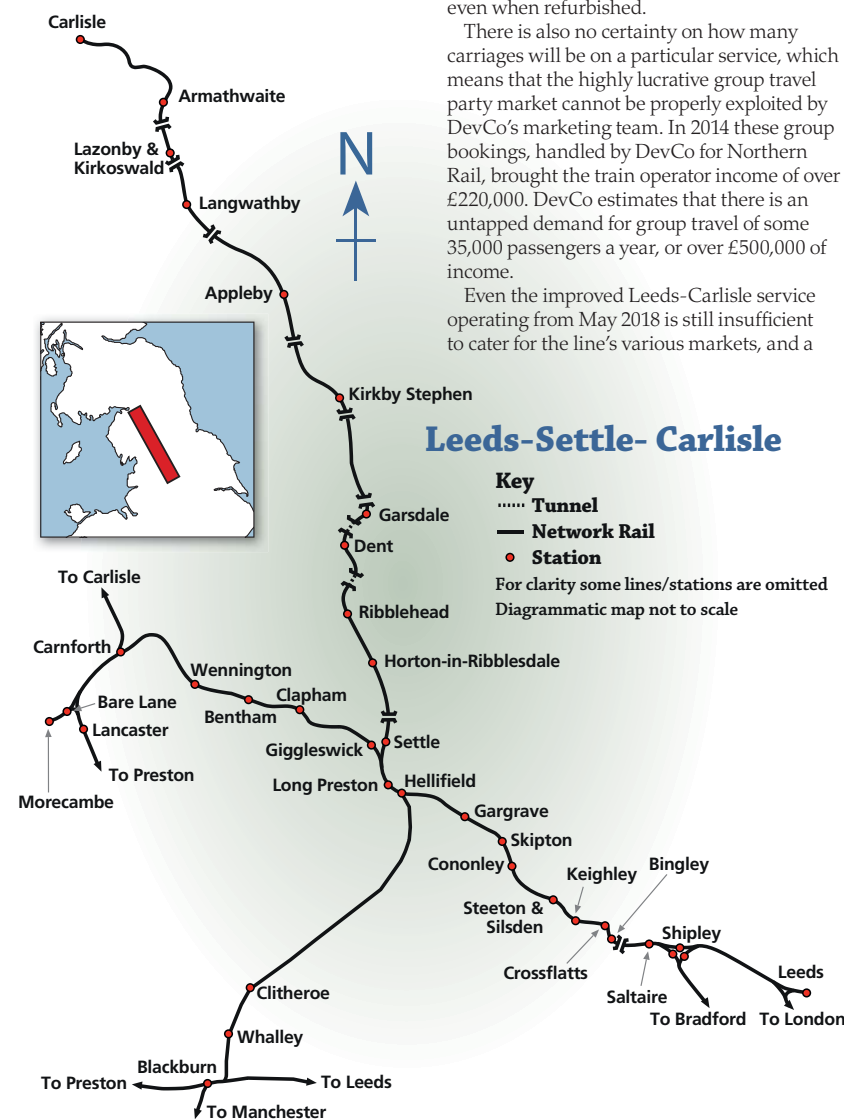 even when refurbished.
There is also no certainty on how many
carriages will be on a particular service, which
means that the highly lucrative group travel
party market cannot be properly exploited by
DevCo’s marketing team. In 2014 these group
bookings, handled by DevCo for Northern
Rail, brought the train operator income of over
£220,000. DevCo estimates that there is an
untapped demand for group travel of some
35,000 passengers a year, or over £500,000 of
income.
Even the improved Leeds-Carlisle service
operating from May 2018 is still insufficient
to cater for the line’s various markets, and a
Carlisle
Armathwaite
Lazonby &
Kirkoswald
N
Langwathby
Appleby
Kirkby Stephen
Leeds-Settle- Carlisle
Key
Tunnel
Network Rail
Station
For clarity some lines/stations are omitted
Diagrammatic map not to scale
Garsdale
Dent
Ribblehead
Horton-in-Ribblesdale
To Carlisle
Carnforth
Wennington
Bentham
Clapham
Bare Lane
Lancaster
To Preston
Morecambe
Giggleswick
Settle
Long Preston
Hellifield
Gargrave
Skipton
Cononley
Keighley
Bingley
Steeton &
Silsden
Crossflatts
Saltaire
Shipley
Leeds
To Bradford
To London
Clitheroe
Whalley
Blackburn
To Preston
To Leeds
To Manchester